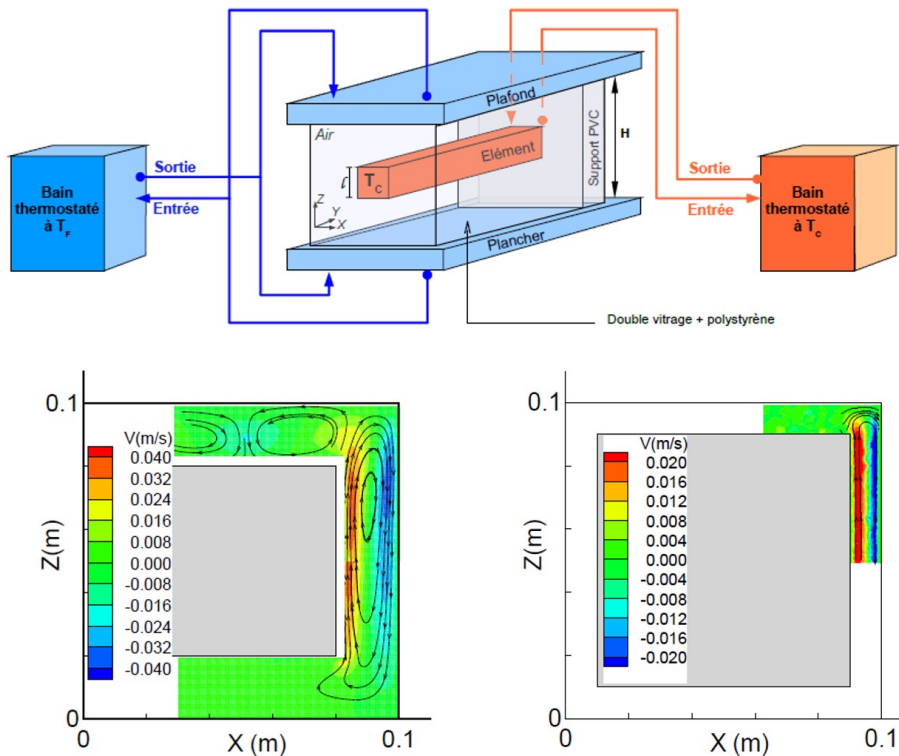 Plafond
Air
Elément
Support PVC
H
ℓ
T_C
Z
Y
X
Plancher
Bain
thermostaté
à T_F
Sortie
Entrée
Sortie
Entrée
Bain
thermostaté
à T_C
Double vitrage + polystyrène
0.1
V(m/s)
0.040
0.032
0.024
0.016
0.008
0.000
-0.008
-0.016
-0.024
-0.032
-0.040
Z(m)
0
0
X (m)
0.1
0.1
V(m/s)
0.020
0.016
0.012
0.008
0.004
0.000
-0.004
-0.008
-0.012
-0.016
-0.020
Z(m)
0
0
X (m)
0.1